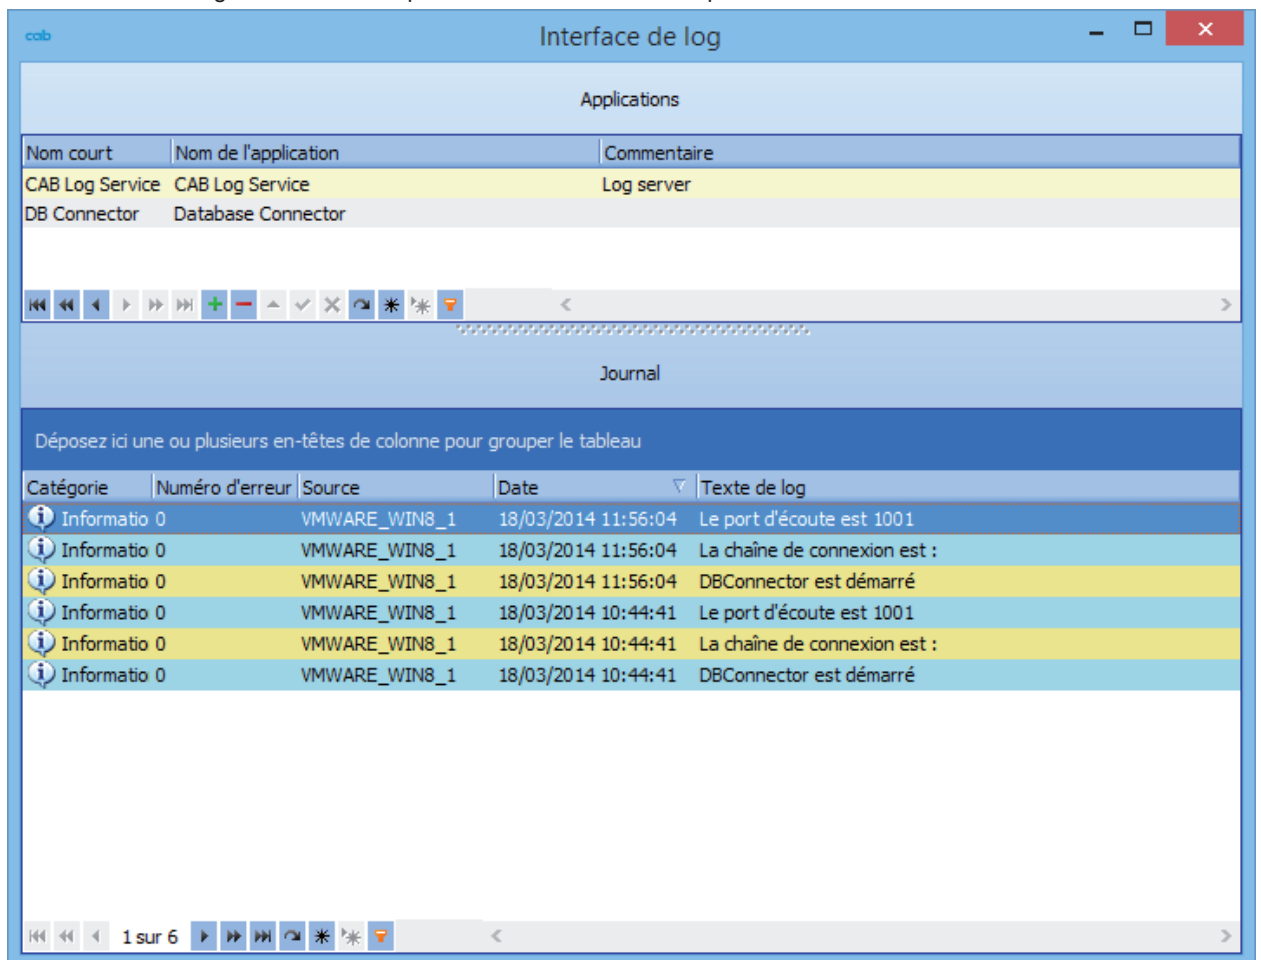 cab Interface de log
Applications
Nom court Nom de l'application Commentaire
CAB Log Service CAB Log Service Log server
DB Connector Database Connector
Journal
Déposez ici une ou plusieurs en-têtes de colonne pour grouper le tableau
Catégorie Numéro d'erreur Source Date Texte de log
Informatio 0 VMWARE_WIN8_1 18/03/2014 11:56:04 Le port d'écoute est 1001
Informatio 0 VMWARE_WIN8_1 18/03/2014 11:56:04 La chaîne de connexion est :
Informatio 0 VMWARE_WIN8_1 18/03/2014 11:56:04 DBConnector est démarré
Informatio 0 VMWARE_WIN8_1 18/03/2014 10:44:41 Le port d'écoute est 1001
Informatio 0 VMWARE_WIN8_1 18/03/2014 10:44:41 La chaîne de connexion est :
Informatio 0 VMWARE_WIN8_1 18/03/2014 10:44:41 DBConnector est démarré
1 sur 6